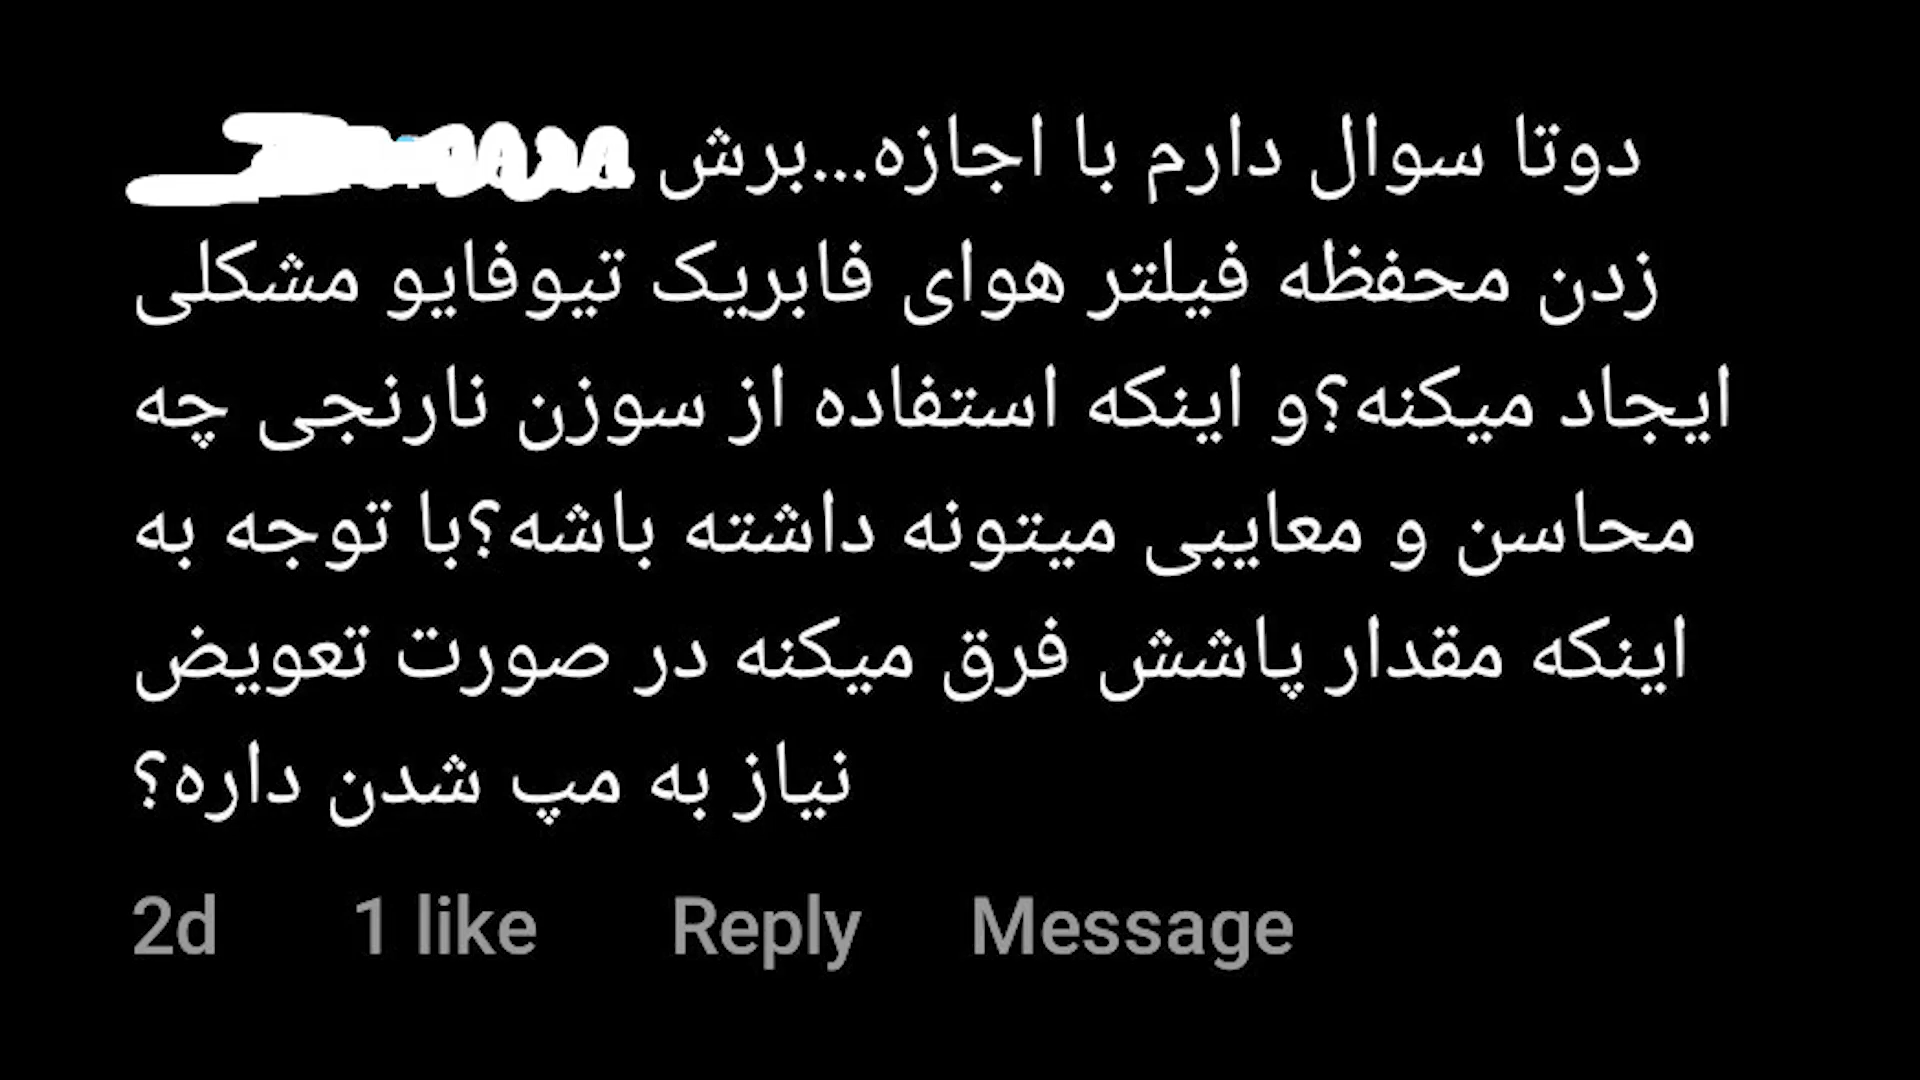 دوتا سوال دارم با اجازه...برش
زدن محفظه فیلتر هوای فابریک تیوفایو مشکلی
ایجاد میکنه؟و اینکه استفاده از سوزن نارنجی چه
محاسن و معایبی میتونه داشته باشه؟با توجه به
اینکه مقدار پاشش فرق میکنه در صورت تعویض
نیاز به مپ شدن داره؟
2d 1 like Reply Message